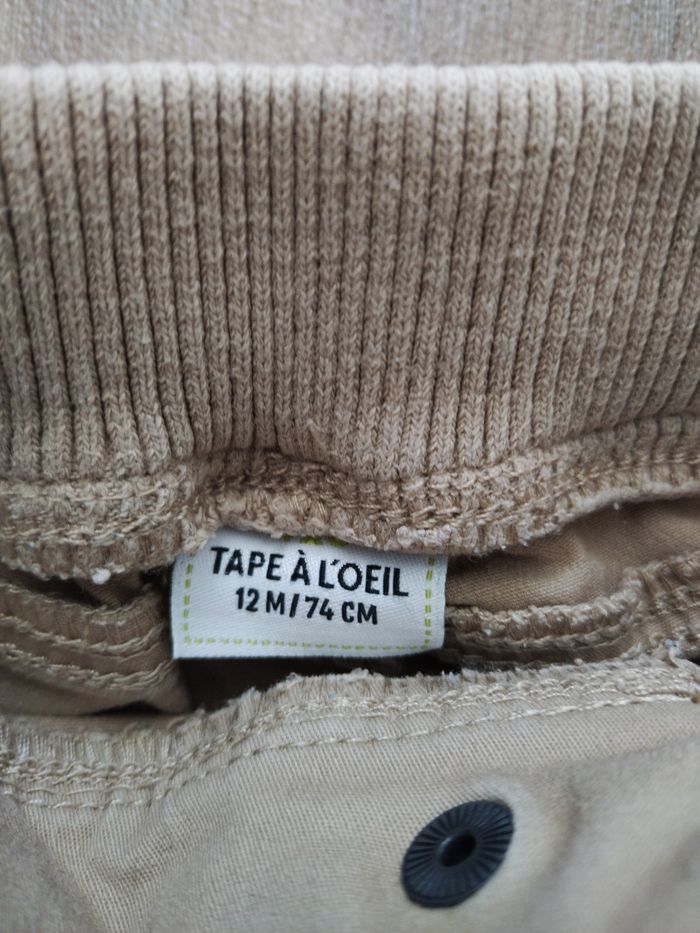 TAPE À L'OEIL
12 M/74 CM